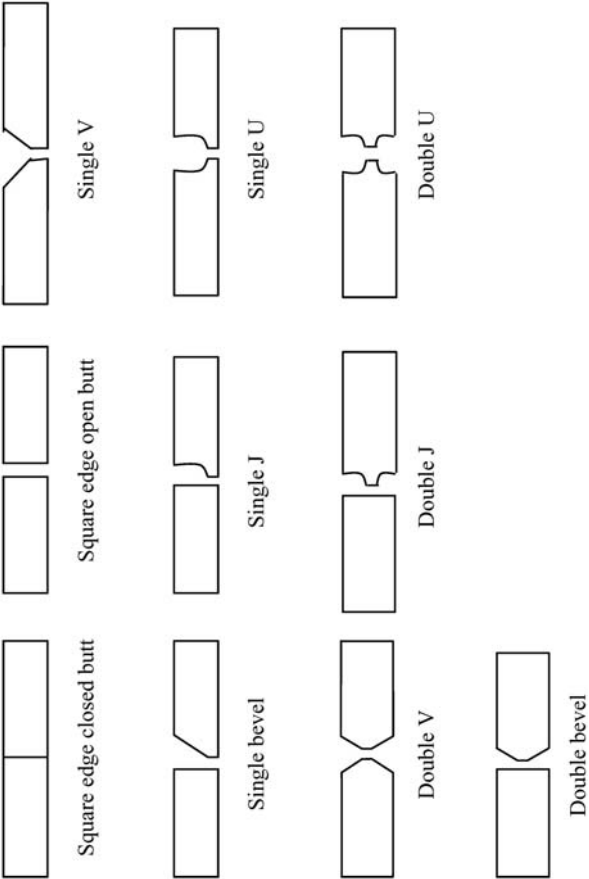 Square edge closed butt
Square edge open butt
Single V
Single bevel
Single J
Single U
Double V
Double J
Double U
Double bevel